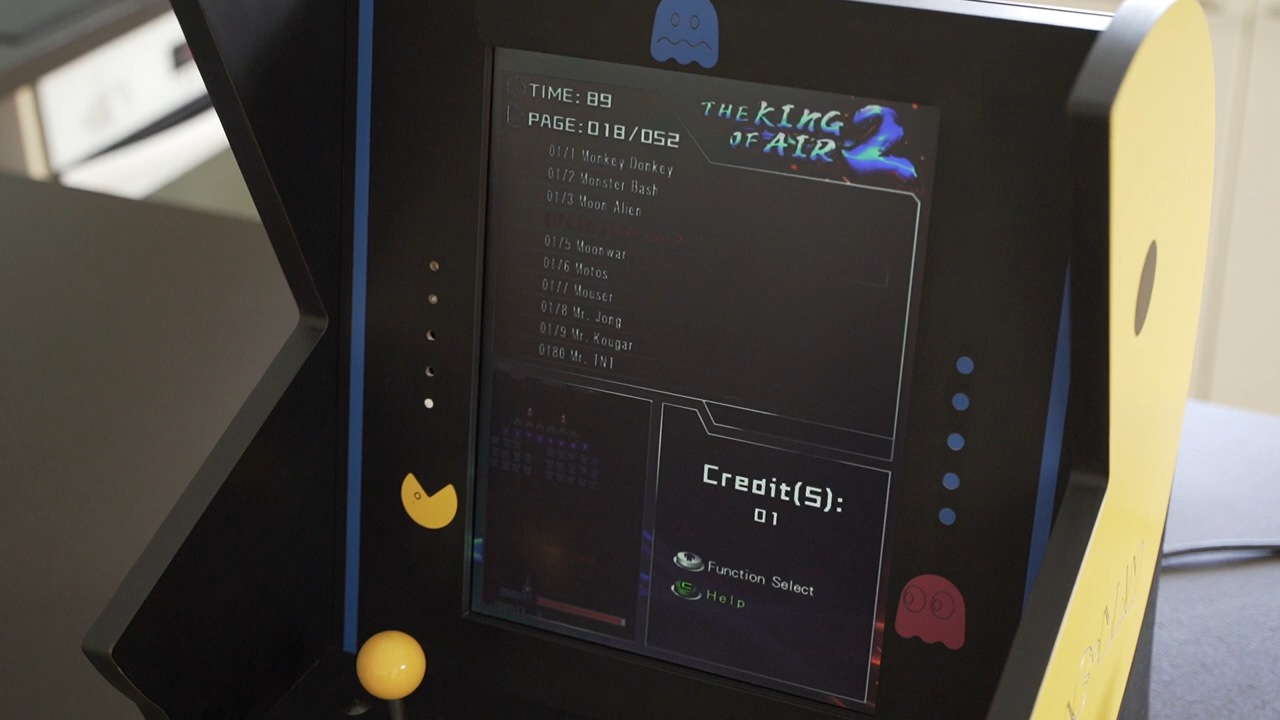 TIME: 89
PAGE:018/052
THE KING
OF AIR 2
01/1 Monkey Donkey
01/2 Monster Bash
01/3 Moon Alien
01/5 Moonwar
01/6 Motos
01/7 Mouser
01/8 Mr. Jong
01/9 Mr. Kougar
0180 Mr. TNT
Credit(S):
01
Function Select
Help